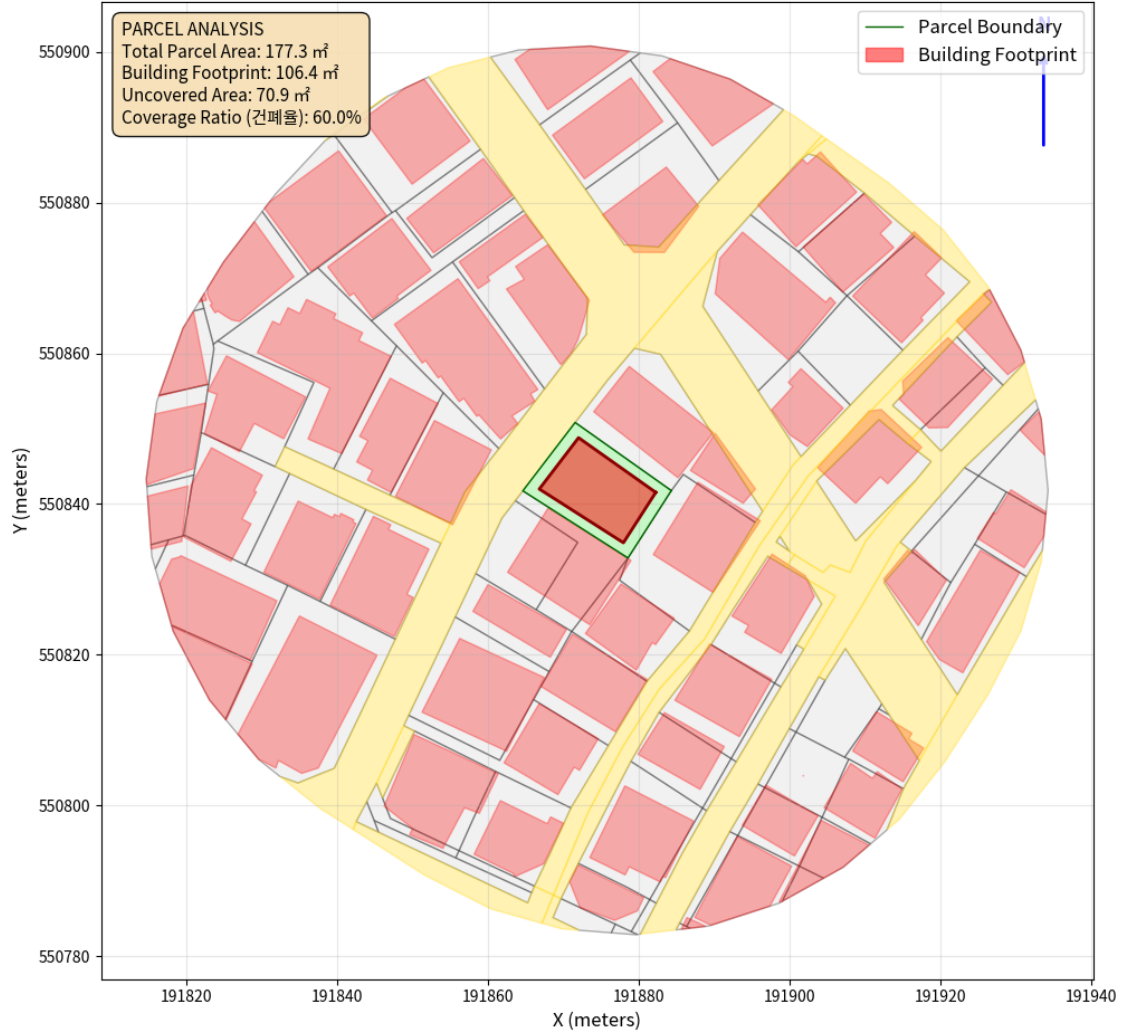 PARCEL ANALYSIS
Total Parcel Area: 177.3 ㎡
Building Footprint: 106.4 ㎡
Uncovered Area: 70.9 ㎡
Coverage Ratio (건폐율): 60.0%
Parcel Boundary
Building Footprint
N
550900
550880
550860
550840
550820
550800
550780
Y (meters)
191820
191840
191860
191880
191900
191920
191940
X (meters)